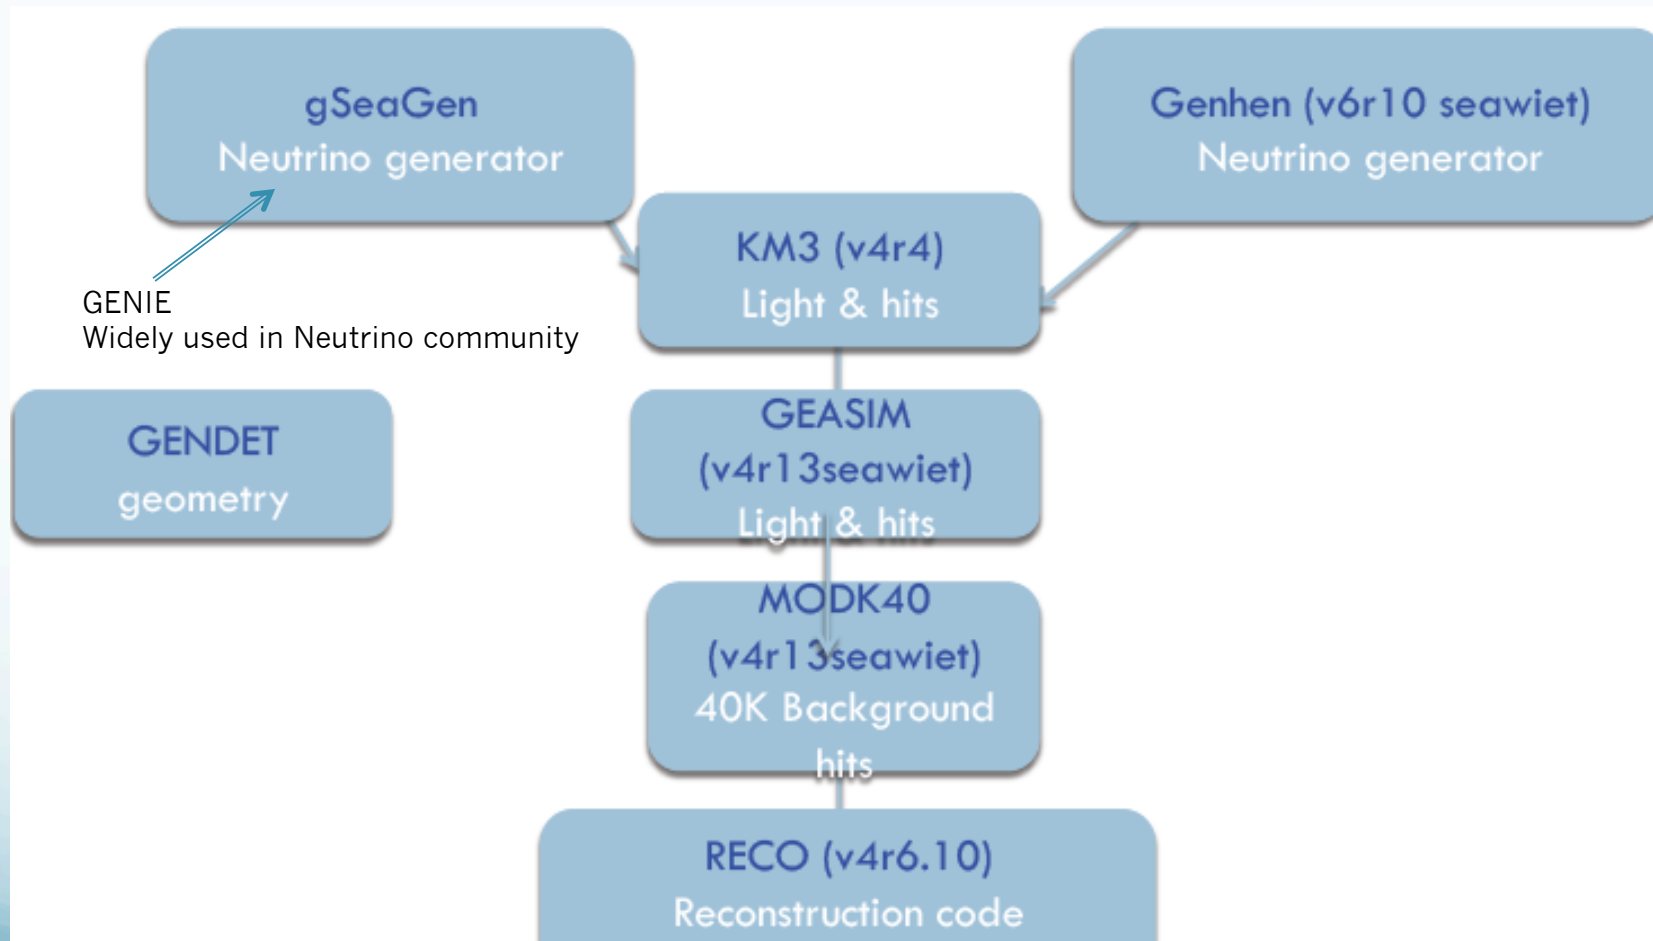 gSeaGen
Neutrino generator
Genhen (v6r10 seawiet)
Neutrino generator
KM3 (v4r4)
Light & hits
GENIE
Widely used in Neutrino community
GENDET
geometry
GEASIM
(v4r13seawiet)
Light & hits
MODK40
(v4r13seawiet)
40K Background
hits
RECO (v4r6.10)
Reconstruction code